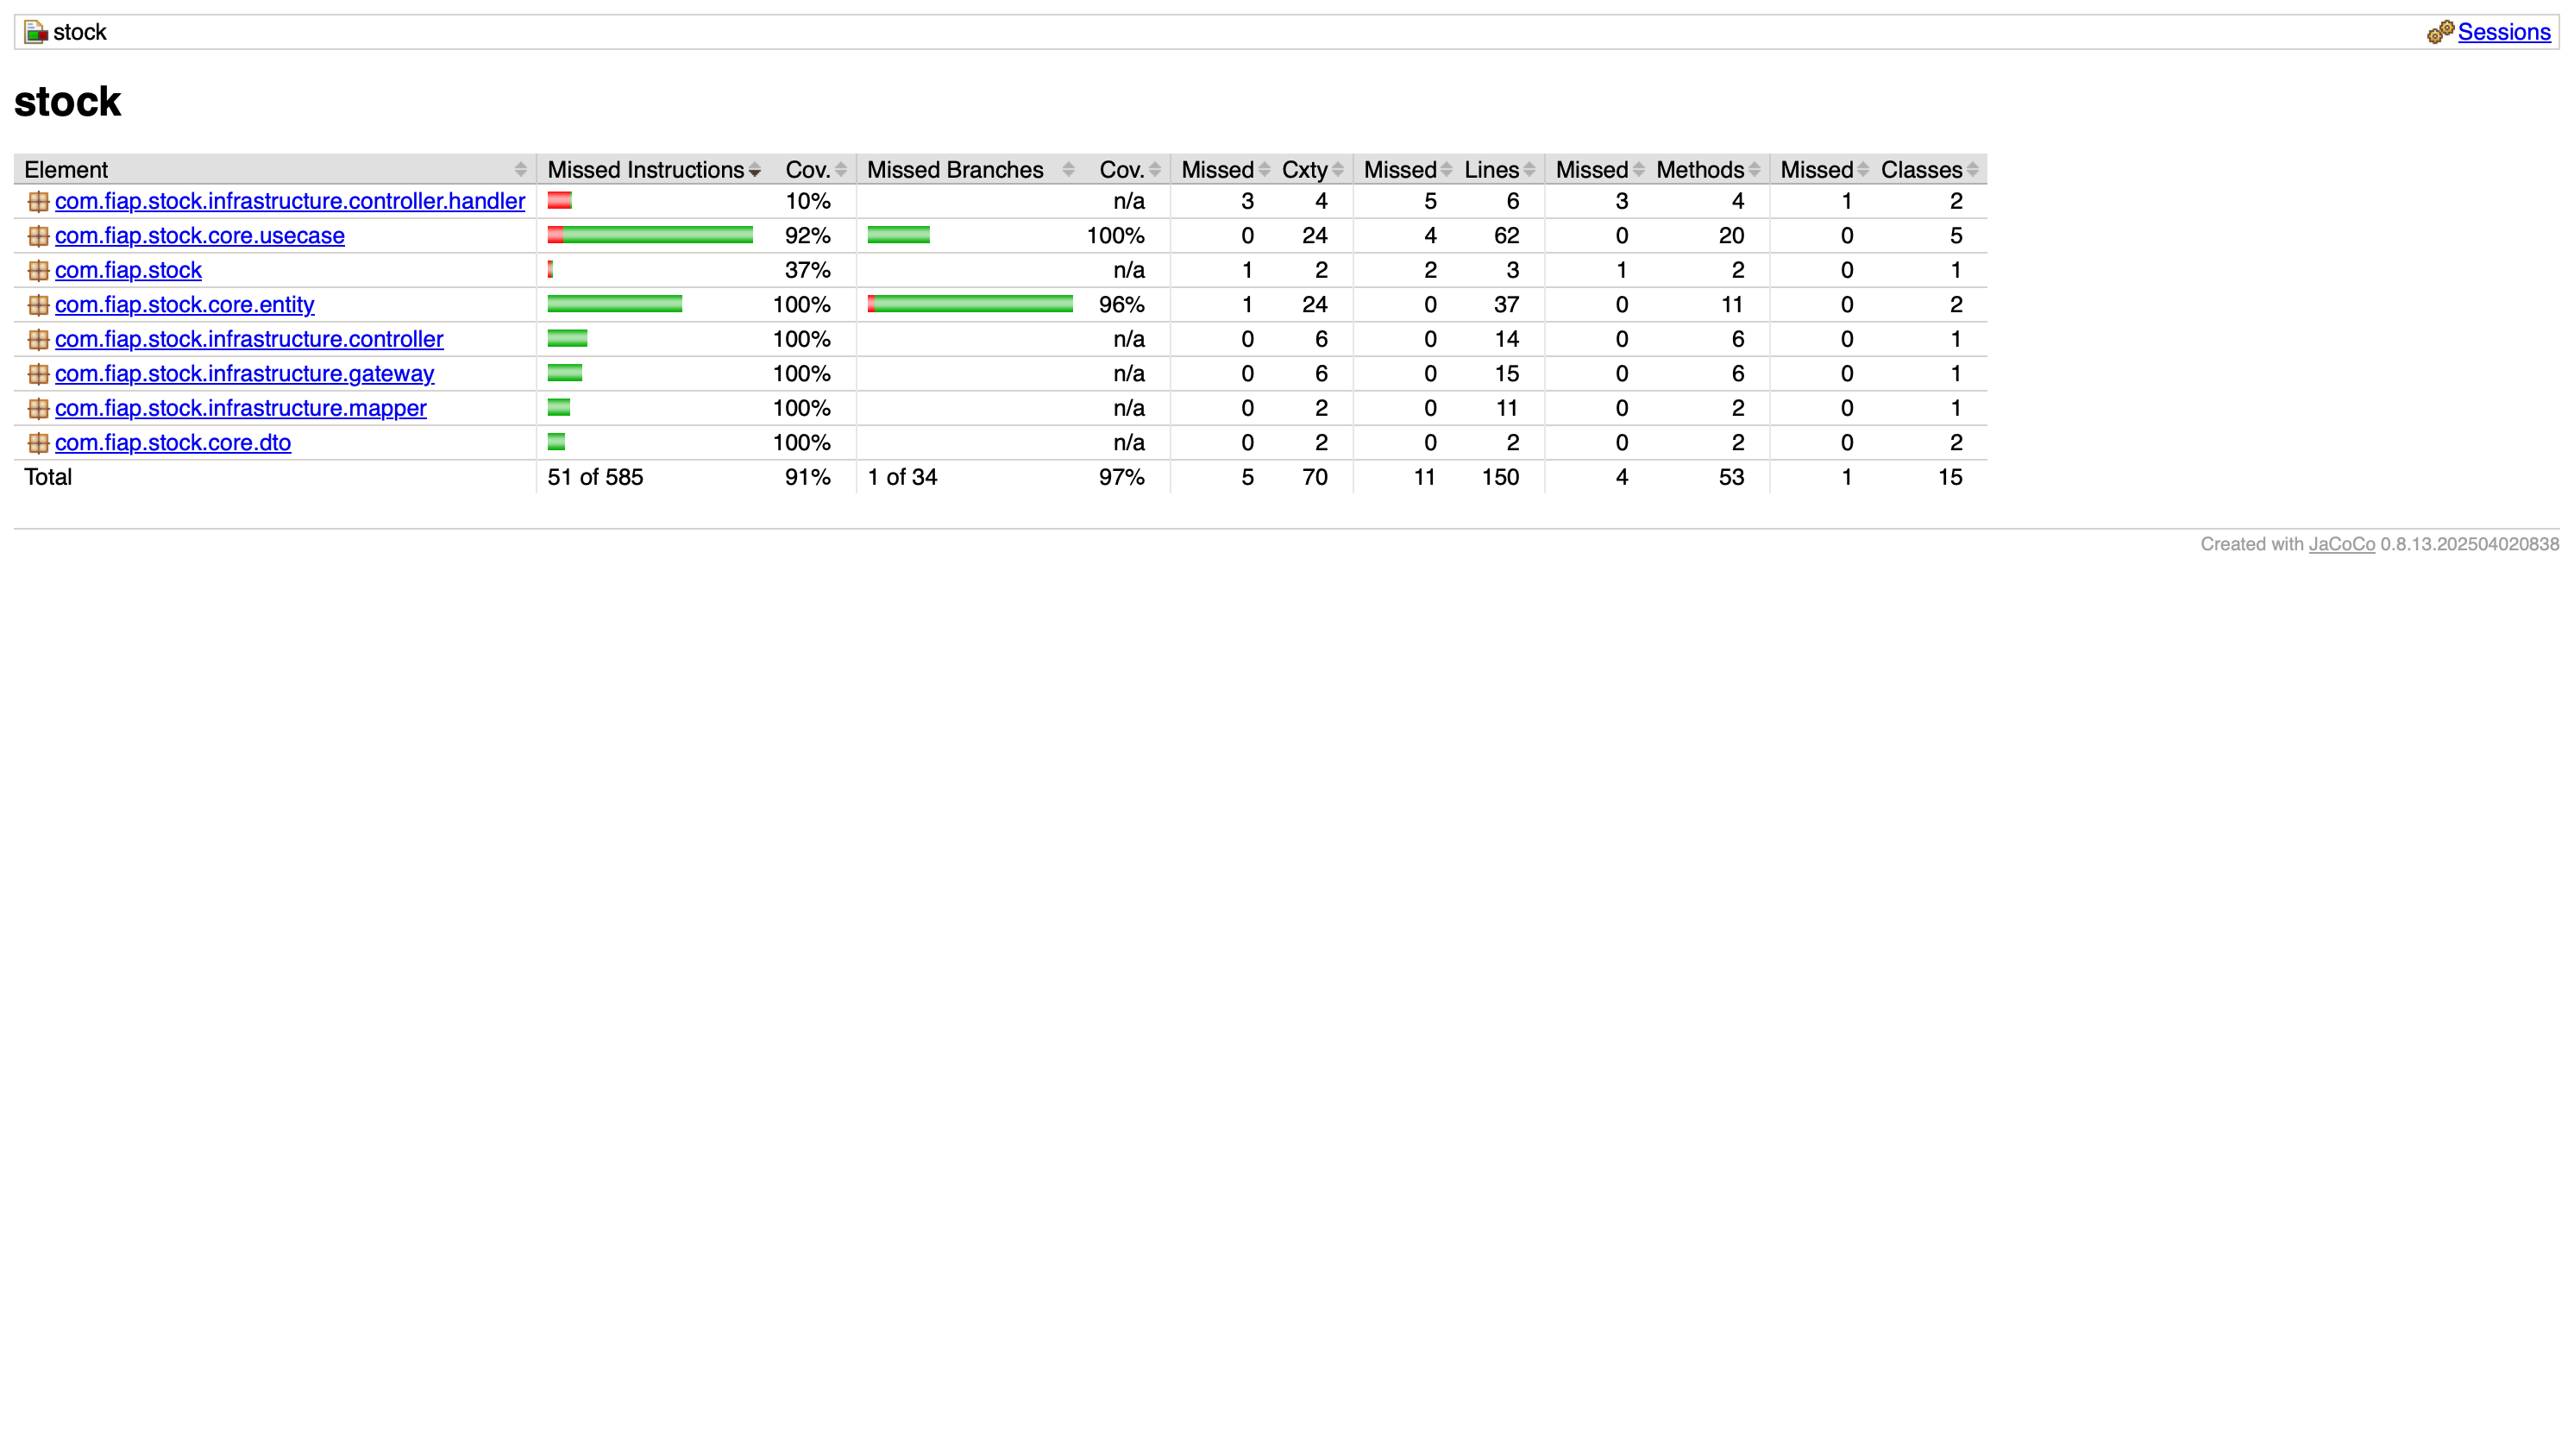 stock Sessions
stock
Element Missed Instructions Cov. Missed Branches Cov. Missed Cxty Missed Lines Missed Methods Missed Classes
com.fiap.stock.infrastructure.controller.handler 10% n/a 3 4 5 6 3 4 1 2
com.fiap.stock.core.usecase 92% 100% 0 24 4 62 0 20 0 5
com.fiap.stock 37% n/a 1 2 2 3 1 2 0 1
com.fiap.stock.core.entity 100% 96% 1 24 0 37 0 11 0 2
com.fiap.stock.infrastructure.controller 100% n/a 0 6 0 14 0 6 0 1
com.fiap.stock.infrastructure.gateway 100% n/a 0 6 0 15 0 6 0 1
com.fiap.stock.infrastructure.mapper 100% n/a 0 2 0 11 0 2 0 1
com.fiap.stock.core.dto 100% n/a 0 2 0 2 0 2 0 2
Total 51 of 585 91% 1 of 34 97% 5 70 11 150 4 53 1 15
Created with JaCoCo 0.8.13.202504020838